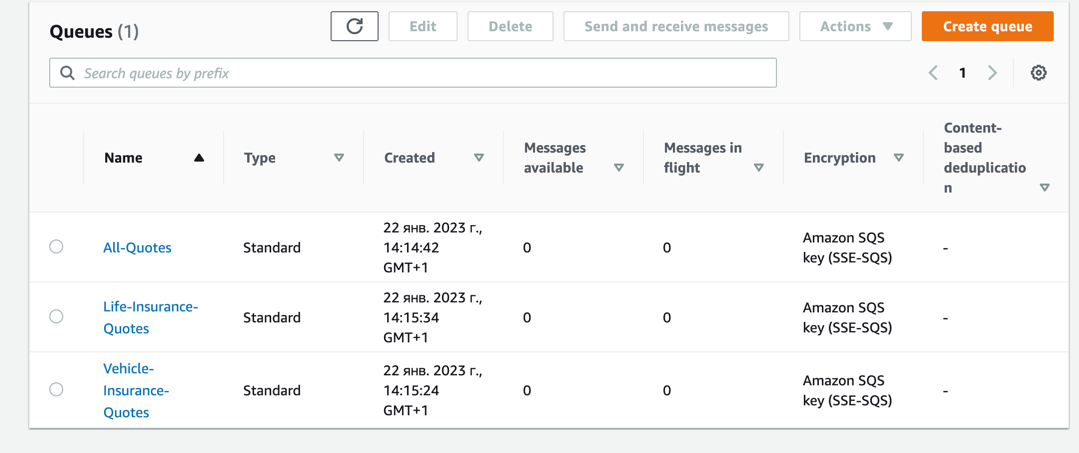 Queues (1)
Edit
Delete
Send and receive messages
Actions
Create queue
Search queues by prefix
1
Name
Type
Created
Messages
available
Messages in
flight
Encryption
Content-
based
deduplicatio
n
All-Quotes
Standard
22 янв. 2023 г.,
14:14:42
GMT+1
0
0
Amazon SQS
key (SSE-SQS)
-
Life-Insurance-
Quotes
Standard
22 янв. 2023 г.,
14:15:34
GMT+1
0
0
Amazon SQS
key (SSE-SQS)
-
Vehicle-
Insurance-
Quotes
Standard
22 янв. 2023 г.,
14:15:24
GMT+1
0
0
Amazon SQS
key (SSE-SQS)
-